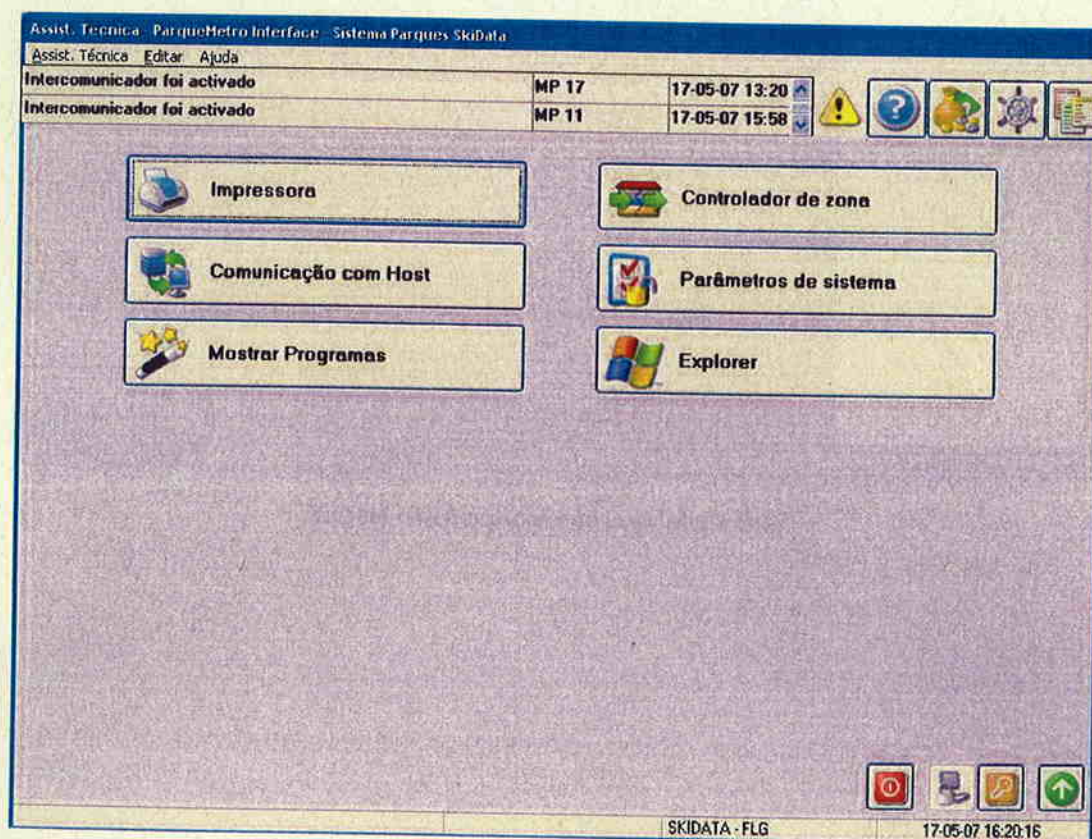 Assist. Tecnica - ParqueMetro Interface - Sistema Parques SkiData
Assist. Técnica Editar Ajuda
Intercomunicador foi activado MP 17 17-05-07 13:20
Intercomunicador foi activado MP 11 17-05-07 15:58
Impressora
Controlador de zona
Comunicação com Host
Parâmetros de sistema
Mostrar Programas
Explorer
SKIDATA - FLG 17-05-07 16:20:16